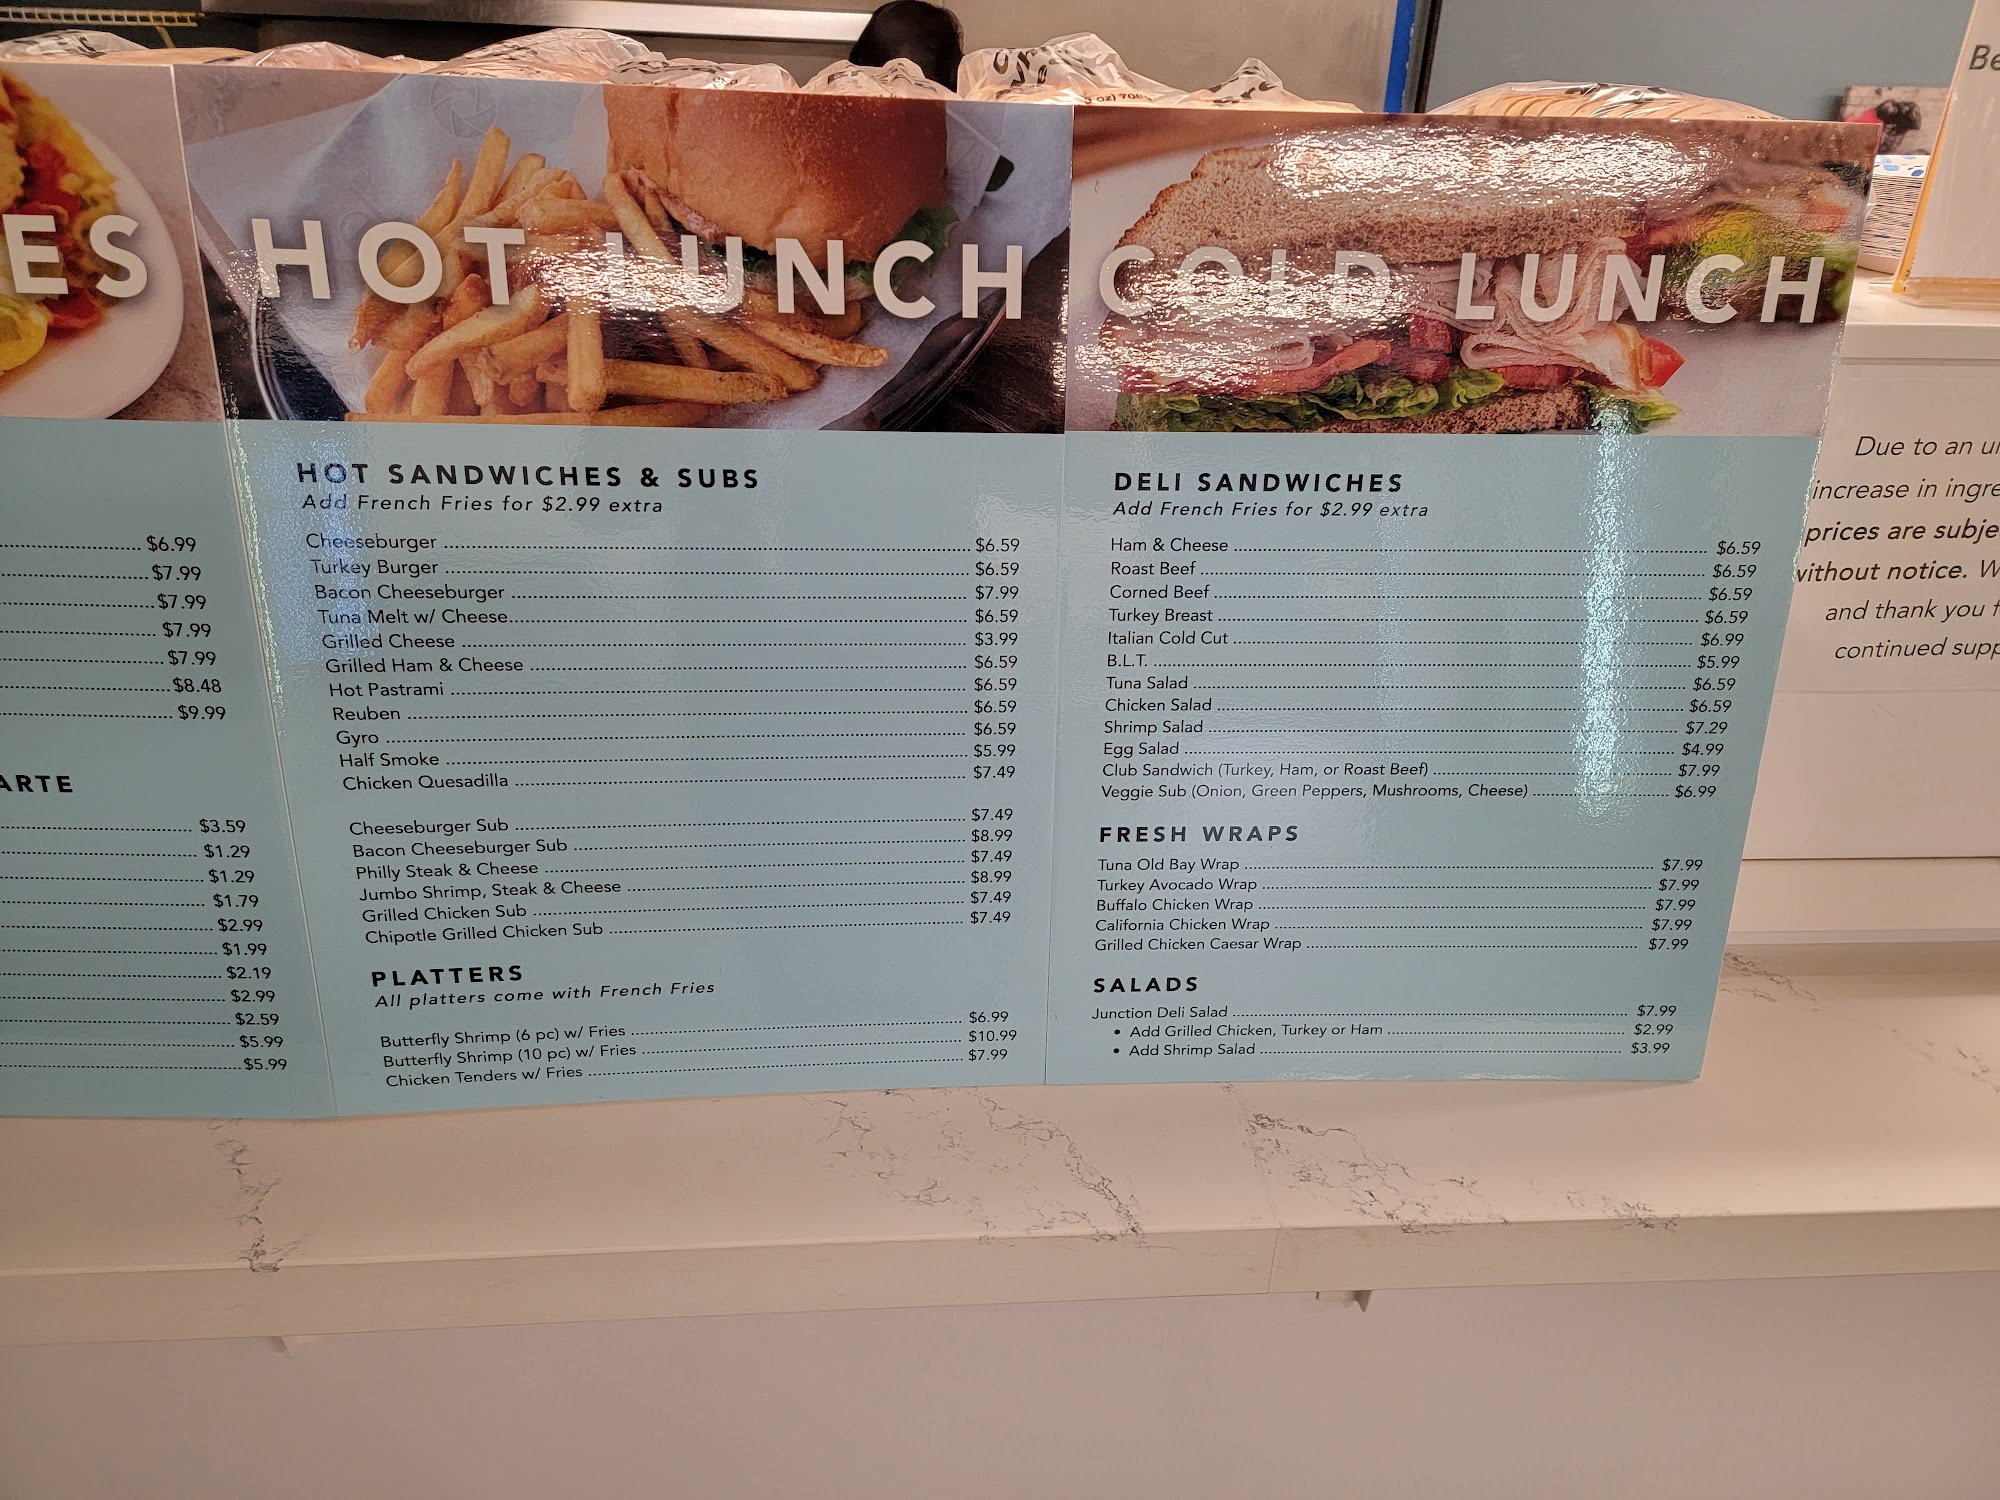 ES
$6.99
$7.99
$7.99
$7.99
$7.99
$8.48
$9.99
ARTE
$3.59
$1.29
$1.29
$1.79
$2.99
$1.99
$2.19
$2.99
$2.59
$5.99
$5.99
HOT LUNCH
HOT SANDWICHES & SUBS
Add French Fries for $2.99 extra
Cheeseburger $6.59
Turkey Burger $6.59
Bacon Cheeseburger $7.99
Tuna Melt w/ Cheese $6.59
Grilled Cheese $3.99
Grilled Ham & Cheese $6.59
Hot Pastrami $6.59
Reuben $6.59
Gyro $6.59
Half Smoke $5.99
Chicken Quesadilla $7.49
Cheeseburger Sub $7.49
Bacon Cheeseburger Sub $8.99
Philly Steak & Cheese $7.49
Jumbo Shrimp, Steak & Cheese $8.99
Grilled Chicken Sub $7.49
Chipotle Grilled Chicken Sub $7.49
PLATTERS
All platters come with French Fries
Butterfly Shrimp (6 pc) w/ Fries $6.99
Butterfly Shrimp (10 pc) w/ Fries $10.99
Chicken Tenders w/ Fries $7.99
COLD LUNCH
DELI SANDWICHES
Add French Fries for $2.99 extra
Ham & Cheese $6.59
Roast Beef $6.59
Corned Beef $6.59
Turkey Breast $6.59
Italian Cold Cut $6.99
B.L.T. $5.99
Tuna Salad $6.59
Chicken Salad $6.59
Shrimp Salad $7.29
Egg Salad $4.99
Club Sandwich (Turkey, Ham, or Roast Beef) $7.99
Veggie Sub (Onion, Green Peppers, Mushrooms, Cheese) $6.99
FRESH WRAPS
Tuna Old Bay Wrap $7.99
Turkey Avocado Wrap $7.99
Buffalo Chicken Wrap $7.99
California Chicken Wrap $7.99
Grilled Chicken Caesar Wrap $7.99
SALADS
Junction Deli Salad $7.99
• Add Grilled Chicken, Turkey or Ham $2.99
• Add Shrimp Salad $3.99
Be
Due to an u
increase in ingre
prices are subje
without notice. W
and thank you f
continued supp